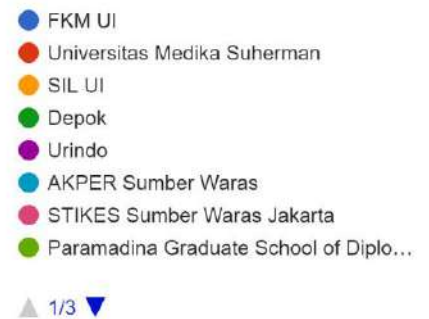 FKM UI
Universitas Medika Suherman
SIL UI
Depok
Urindo
AKPER Sumber Waras
STIKES Sumber Waras Jakarta
Paramadina Graduate School of Diplo...
1/3